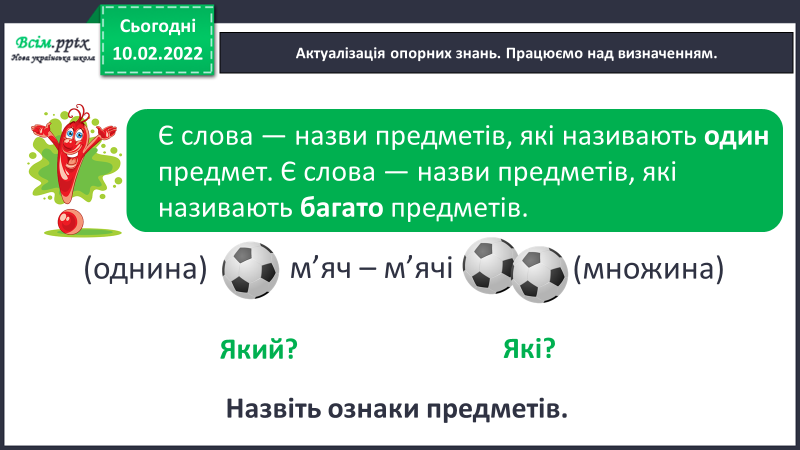 Сьогодні
10.02.2022
Всім.pptx
Нова українська школа
Актуалізація опорних знань. Працюємо над визначенням.
Є слова — назви предметів, які називають один
предмет. Є слова — назви предметів, які
називають багато предметів.
(однина) м’яч – м’ячі (множина)
Який? Які?
Назвіть ознаки предметів.